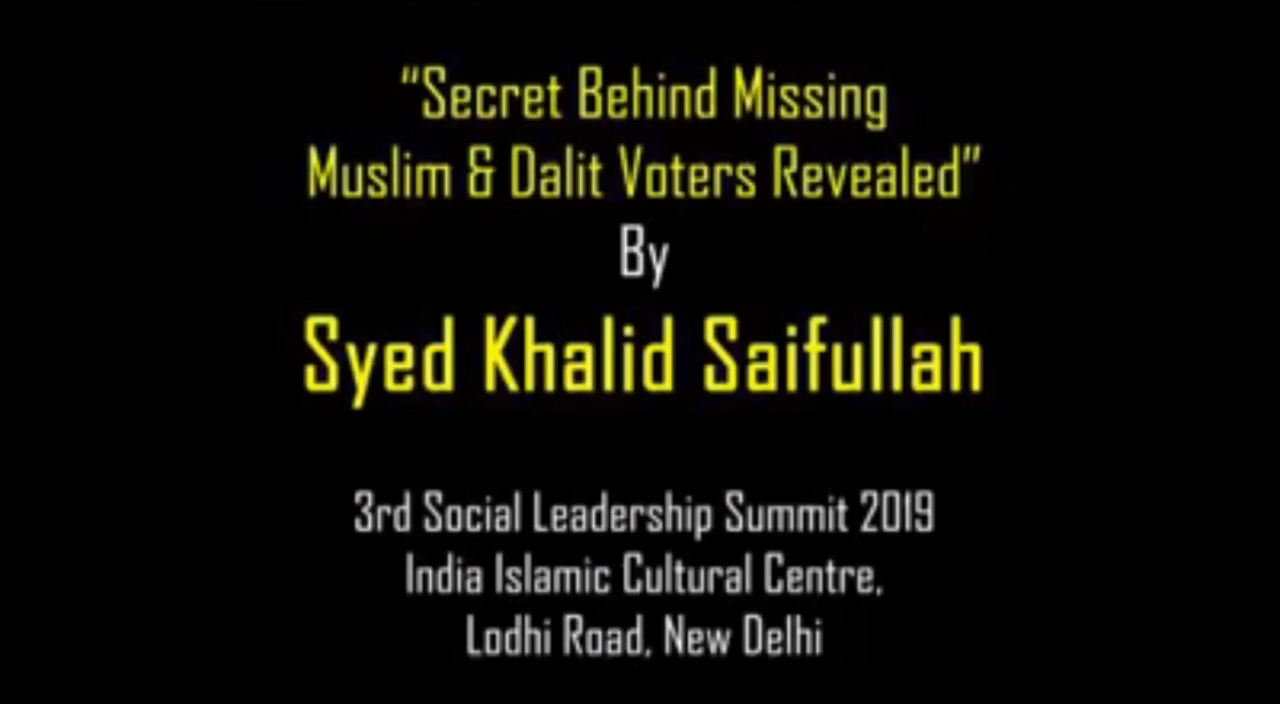 “Secret Behind Missing
Muslim & Dalit Voters Revealed”
By
Syed Khalid Saifullah
3rd Social Leadership Summit 2019
India Islamic Cultural Centre,
Lodhi Road, New Delhi